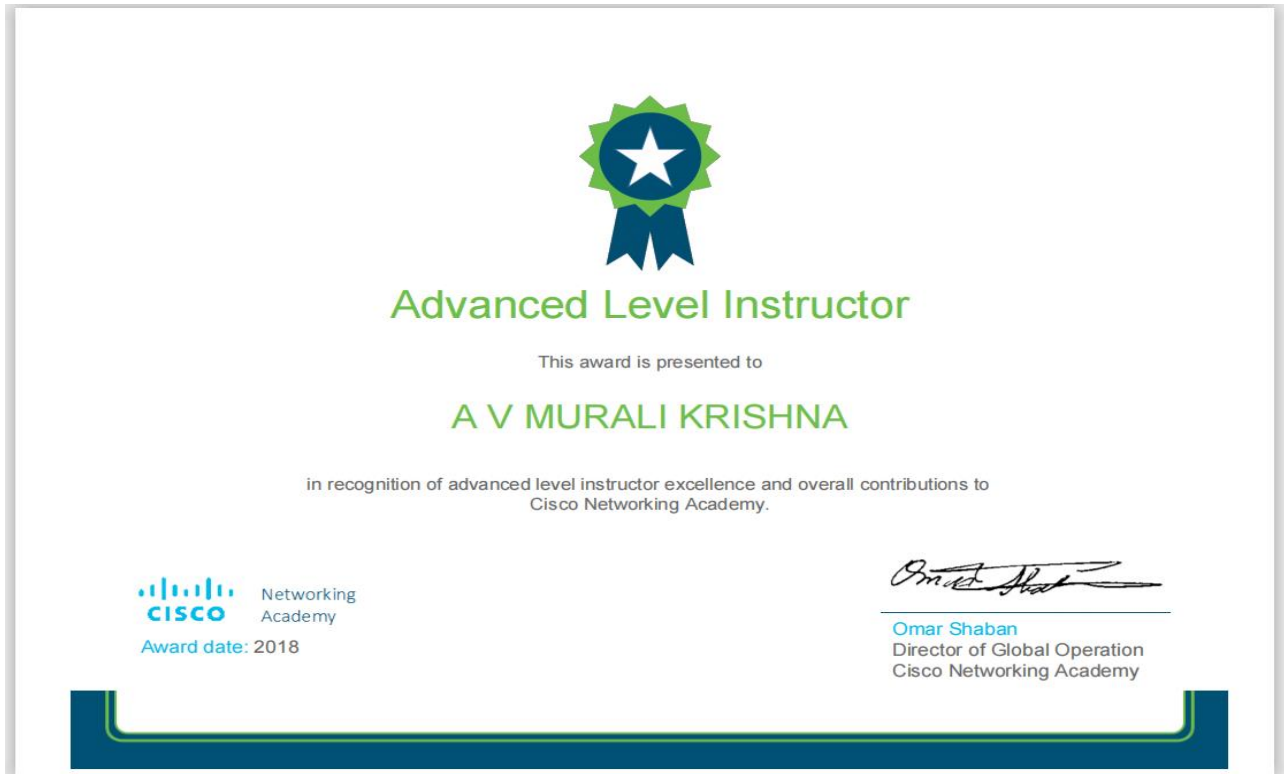 Advanced Level Instructor
This award is presented to
A V MURALI KRISHNA
in recognition of advanced level instructor excellence and overall contributions to
Cisco Networking Academy.
CISCO
Networking
Academy
Award date: 2018
Omar Shaban
Omar Shaban
Director of Global Operation
Cisco Networking Academy